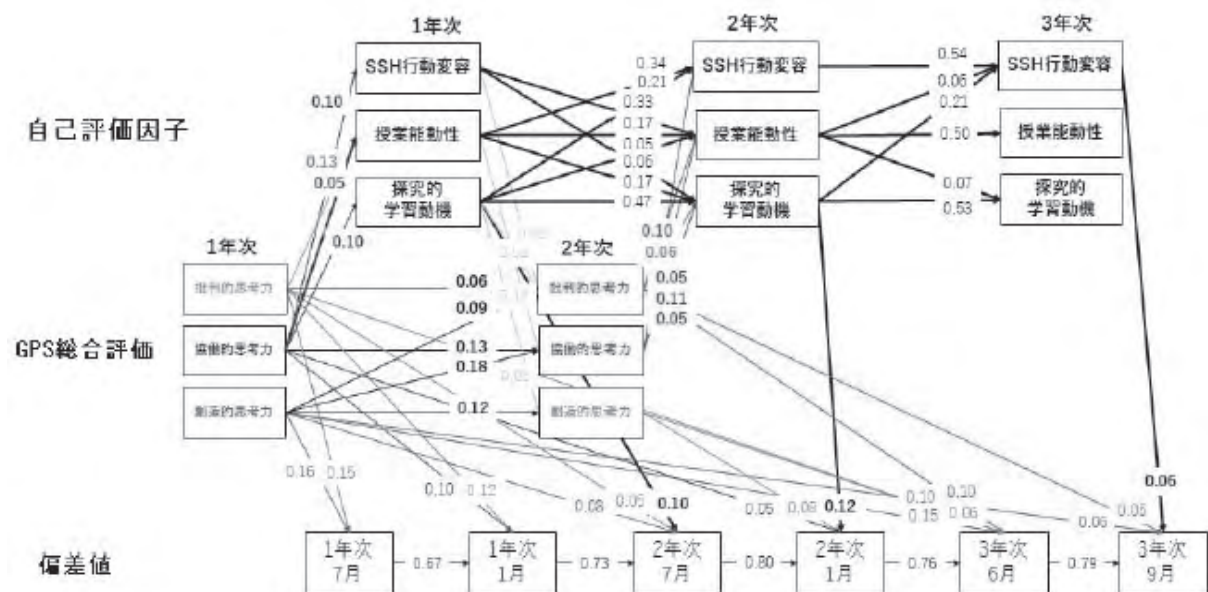 1年次
2年次
3年次
自己評価因子
SSH行動変容
授業能動性
探究的
学習動機
SSH行動変容
授業能動性
探究的
学習動機
SSH行動変容
授業能動性
探究的
学習動機
0.10
0.13
0.05
0.10
0.34
0.21
0.33
0.17
0.05
0.06
0.17
0.47
0.54
0.06
0.21
0.50
0.07
0.53
1年次
2年次
GPS総合評価
批判的思考力
協働的思考力
創造的思考力
批判的思考力
協働的思考力
創造的思考力
0.06
0.09
0.13
0.18
0.12
0.10
0.06
0.05
0.11
0.05
0.16
0.15
0.10
0.12
0.08
0.05
0.10
0.05
0.09
0.12
0.10
0.10
0.15
0.06
0.06
0.05
0.06
偏差値
1年次
7月
0.67
1年次
1月
0.73
2年次
7月
0.80
2年次
1月
0.76
3年次
6月
0.79
3年次
9月